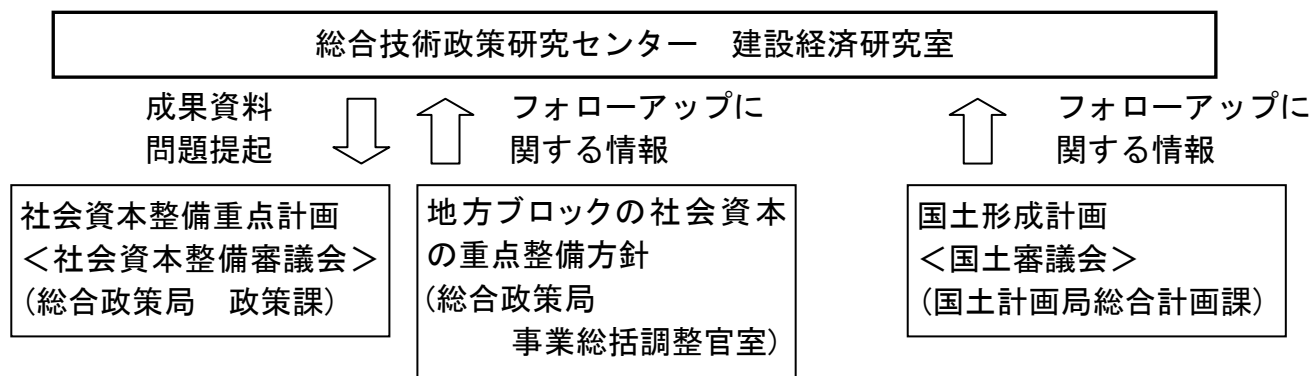 総合技術政策研究センター　建設経済研究室
成果資料
問題提起
フォローアップに
関する情報
フォローアップに
関する情報
社会資本整備重点計画
＜社会資本整備審議会＞
(総合政策局　政策課)
地方ブロックの社会資本
の重点整備方針
(総合政策局
事業総括調整官室)
国土形成計画
＜国土審議会＞
(国土計画局総合計画課)